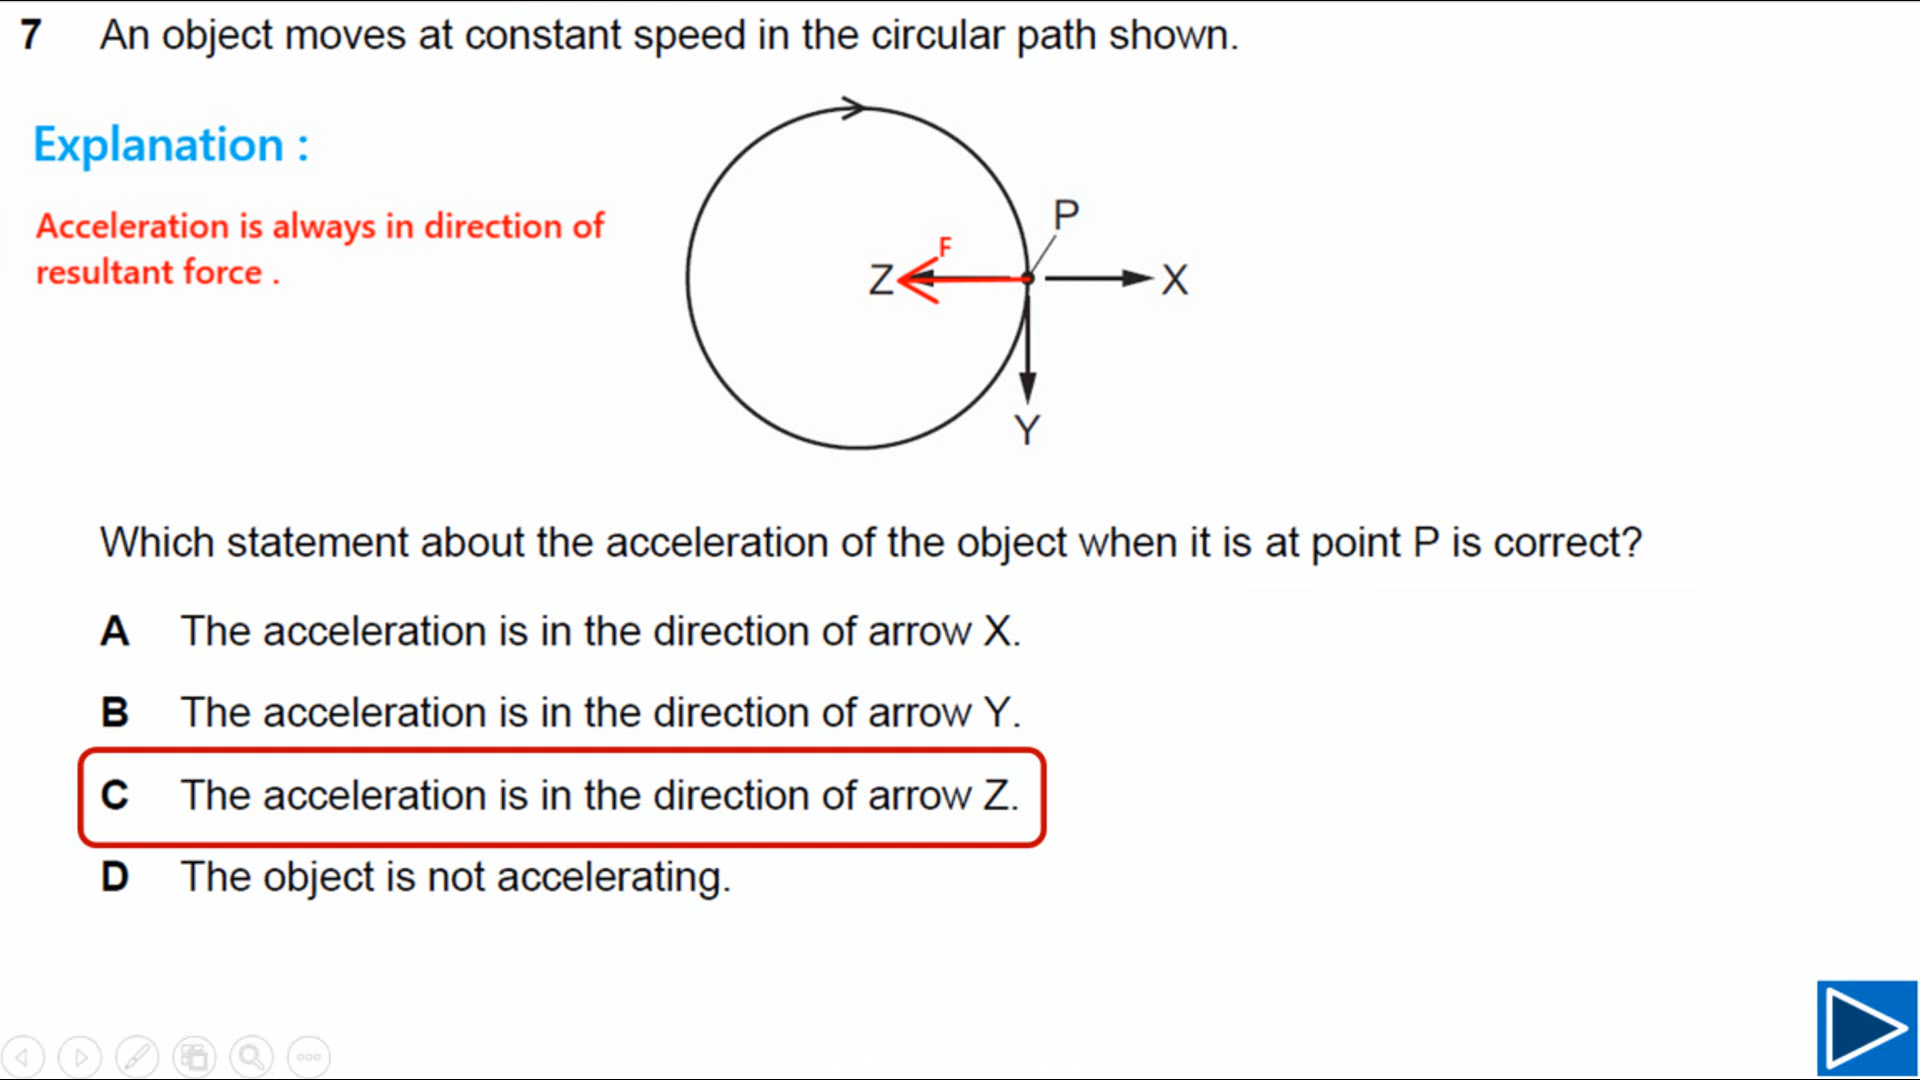 7 An object moves at constant speed in the circular path shown.
Explanation :
Acceleration is always in direction of
resultant force .
P
F
Z
X
Y
Which statement about the acceleration of the object when it is at point P is correct?
A The acceleration is in the direction of arrow X.
B The acceleration is in the direction of arrow Y.
C The acceleration is in the direction of arrow Z.
D The object is not accelerating.